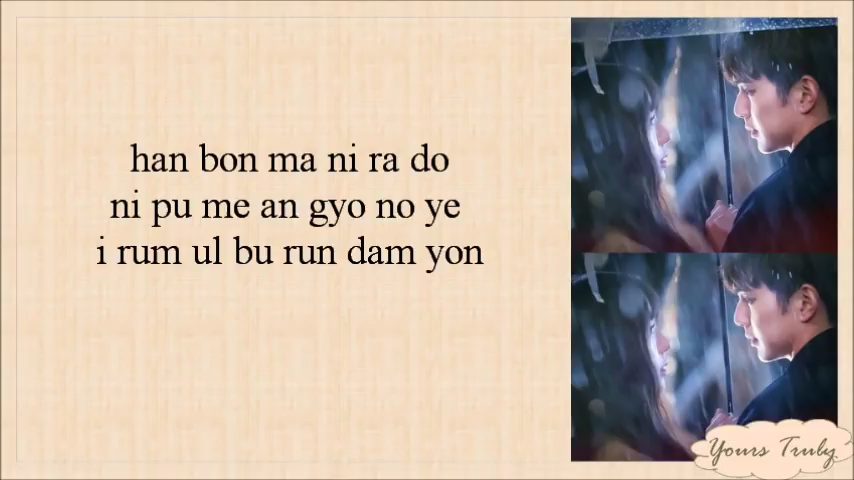 han bon ma ni ra do
ni pu me an gyo no ye
i rum ul bu run dam yon
Yours Truly